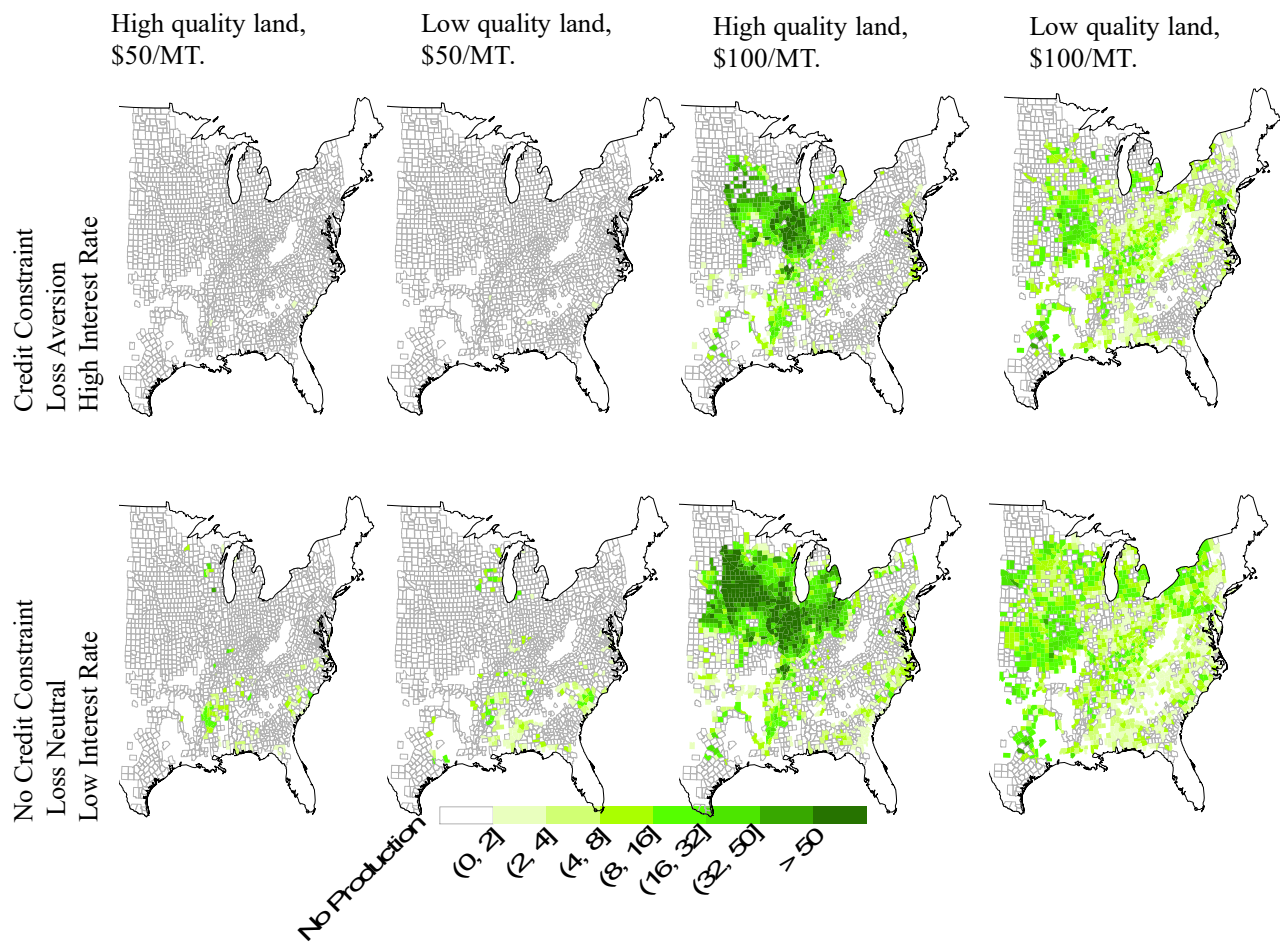 High quality land,
$50/MT.
Low quality land,
$50/MT.
High quality land,
$100/MT.
Low quality land,
$100/MT.
Credit Constraint
Loss Aversion
High Interest Rate
No Credit Constraint
Loss Neutral
Low Interest Rate
No Production
(0, 2]
(2, 4]
(4, 8]
(8, 16]
(16, 32]
(32, 50]
> 50